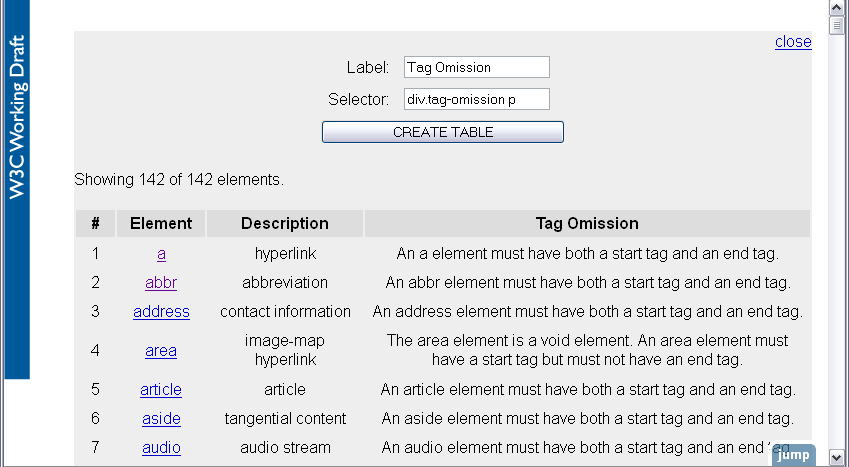 W3C Working Draft
close
Label: Tag Omission
Selector: div.tag-omission p
CREATE TABLE
Showing 142 of 142 elements.
# Element Description Tag Omission
1 a hyperlink An a element must have both a start tag and an end tag.
2 abbr abbreviation An abbr element must have both a start tag and an end tag.
3 address contact information An address element must have both a start tag and an end tag.
4 area image-map hyperlink The area element is a void element. An area element must
have a start tag but must not have an end tag.
5 article article An article element must have both a start tag and an end tag.
6 aside tangential content An aside element must have both a start tag and an end tag.
7 audio audio stream An audio element must have both a start tag and an end tag.
jump